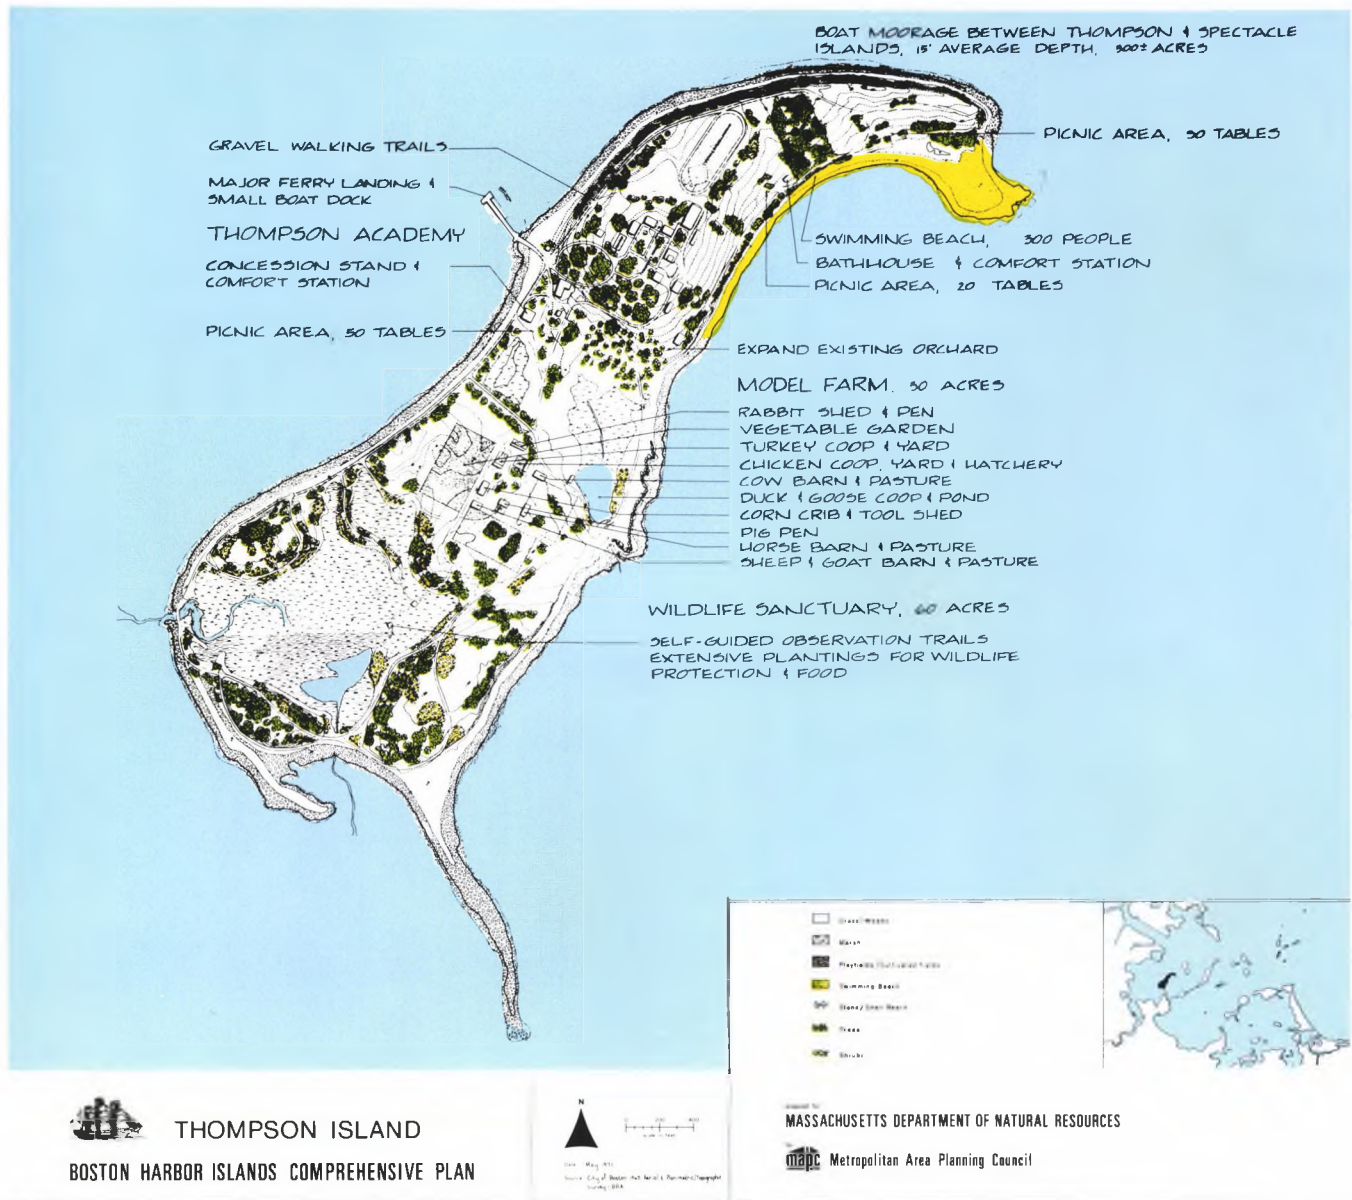 BOAT MOORAGE BETWEEN THOMPSON & SPECTACLE
ISLANDS, 15' AVERAGE DEPTH, 300± ACRES
PICNIC AREA, 30 TABLES
GRAVEL WALKING TRAILS
MAJOR FERRY LANDING &
SMALL BOAT DOCK
THOMPSON ACADEMY
CONCESSION STAND &
COMFORT STATION
PICNIC AREA, 50 TABLES
SWIMMING BEACH, 300 PEOPLE
BATHHOUSE & COMFORT STATION
PICNIC AREA, 20 TABLES
EXPAND EXISTING ORCHARD
MODEL FARM. 30 ACRES
RABBIT SHED & PEN
VEGETABLE GARDEN
TURKEY COOP & YARD
CHICKEN COOP, YARD & HATCHERY
COW BARN & PASTURE
DUCK & GOOSE COOP & POND
CORN CRIB & TOOL SHED
PIG PEN
HORSE BARN & PASTURE
SHEEP & GOAT BARN & PASTURE
WILDLIFE SANCTUARY, 60 ACRES
SELF-GUIDED OBSERVATION TRAILS
EXTENSIVE PLANTINGS FOR WILDLIFE
PROTECTION & FOOD
Marsh
Swimming Beach
Trees
Shrubs
THOMPSON ISLAND
BOSTON HARBOR ISLANDS COMPREHENSIVE PLAN
N
MASSACHUSETTS DEPARTMENT OF NATURAL RESOURCES
mapc Metropolitan Area Planning Council